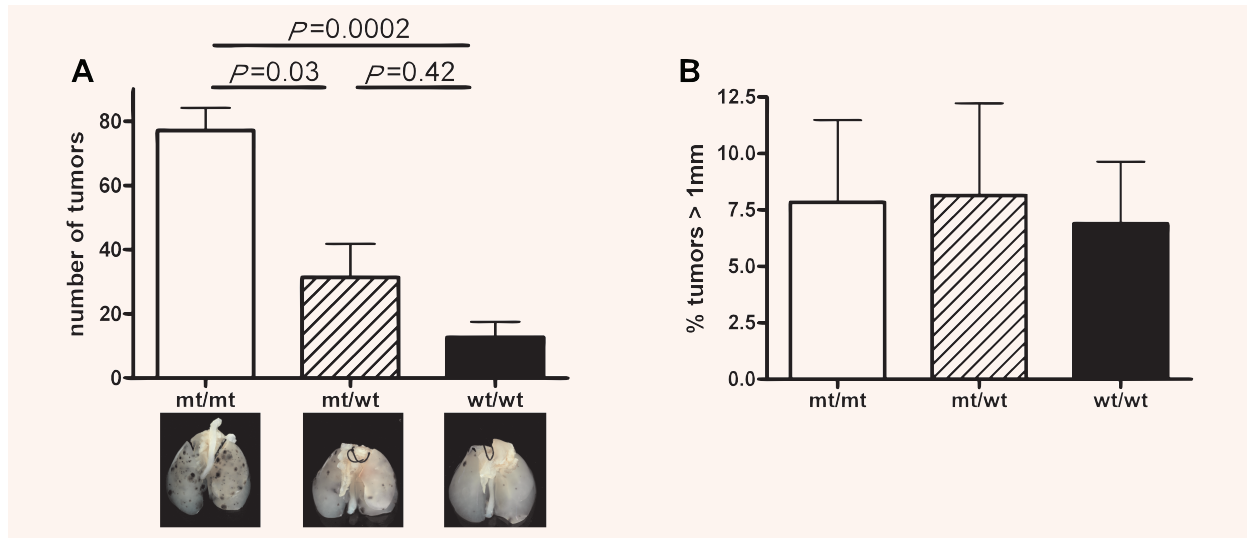 P=0.0002
A
P=0.03
P=0.42
number of tumors
80
60
40
20
0
mt/mt
mt/wt
wt/wt
B
% tumors > 1mm
12.5
10.0
7.5
5.0
2.5
0.0
mt/mt
mt/wt
wt/wt